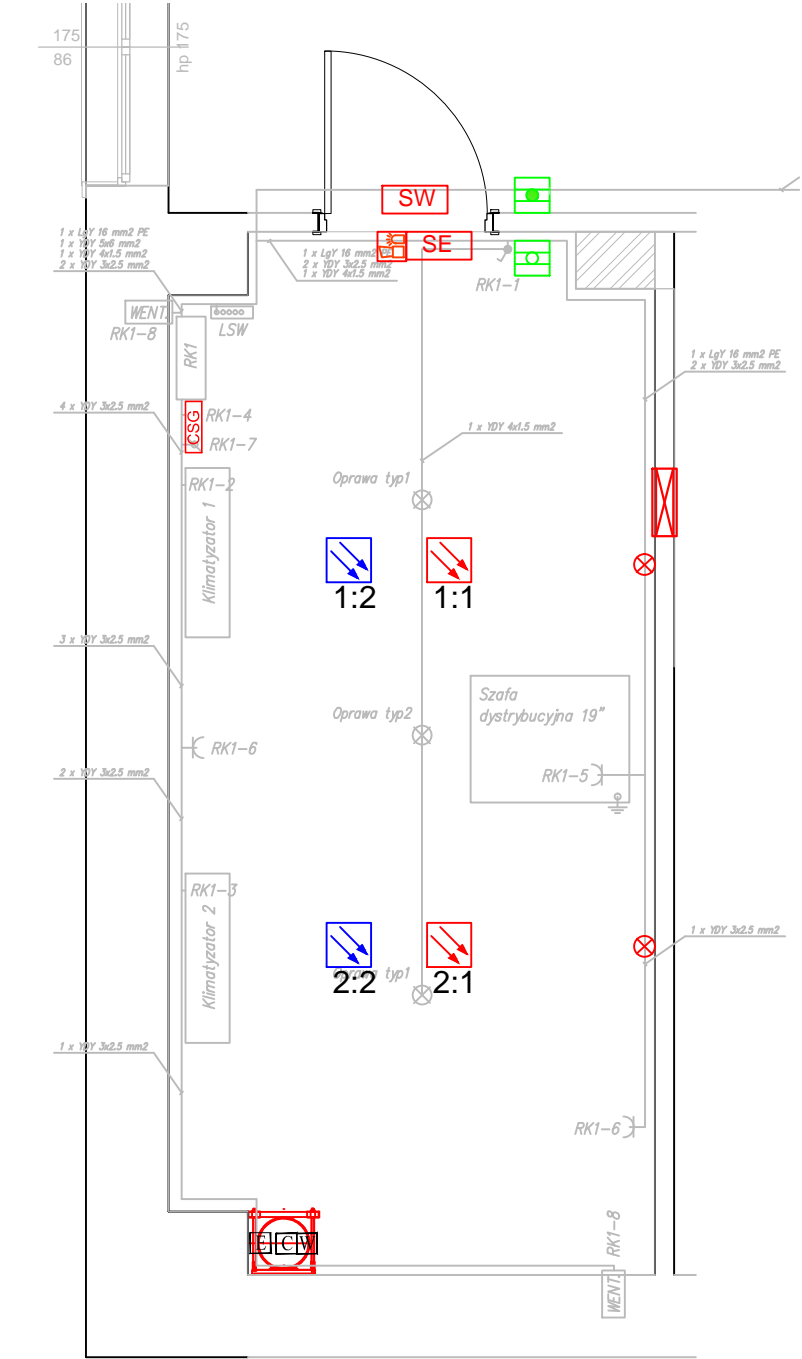 175
86
hp 175
SW
SE
1 x LgY 16 mm2 PE
1 x YDY 5x6 mm2
1 x YDY 4x1.5 mm2
2 x YDY 3x2.5 mm2
1 x LgY 16 mm2 PE
2 x YDY 3x2.5 mm2
1 x YDY 4x1.5 mm2
RK1-1
WENT.
RK1-8
LSW
RK1
1 x LgY 16 mm2 PE
2 x YDY 3x2.5 mm2
4 x YDY 3x2.5 mm2
CSG
RK1-4
RK1-7
1 x YDY 4x1.5 mm2
RK1-2
Oprawa typ1
Klimatyzator 1
1:2
1:1
3 x YDY 3x2.5 mm2
Szafa
dystrybucyjna 19"
Oprawa typ2
RK1-6
RK1-5
2 x YDY 3x2.5 mm2
RK1-3
Klimatyzator 2
1 x YDY 3x2.5 mm2
Oprawa typ1
2:2
2:1
1 x YDY 3x2.5 mm2
RK1-6
E
C
W
RK1-8
WENT.